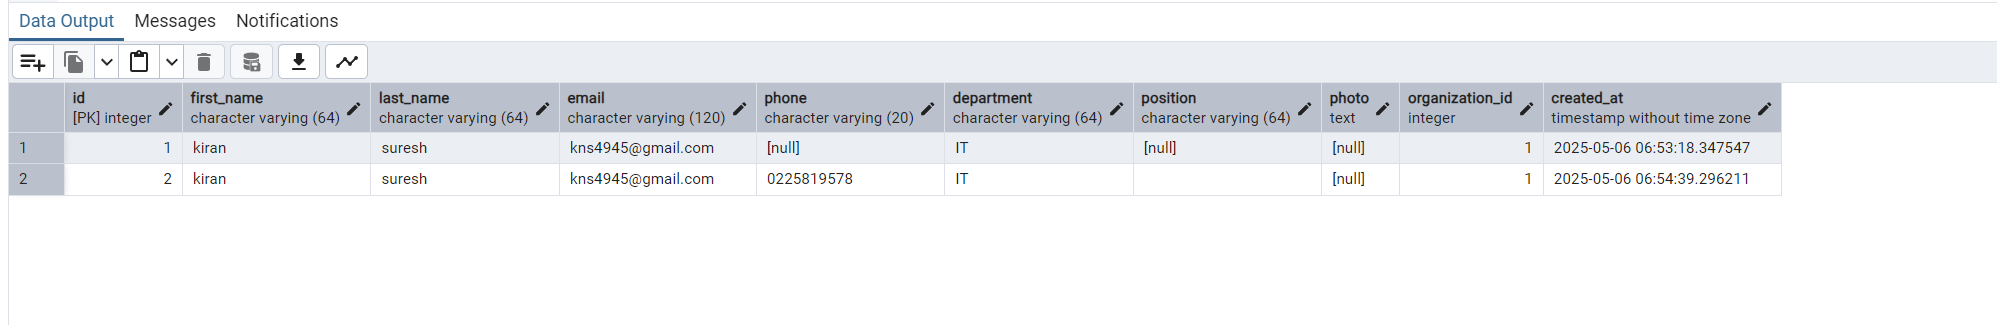 Data Output Messages Notifications
id first_name last_name email phone department position photo organization_id created_at
[PK] integer character varying (64) character varying (64) character varying (120) character varying (20) character varying (64) character varying (64) text integer timestamp without time zone
1 1 kiran suresh kns4945@gmail.com [null] IT [null] [null] 1 2025-05-06 06:53:18.347547
2 2 kiran suresh kns4945@gmail.com 0225819578 IT [null] 1 2025-05-06 06:54:39.296211